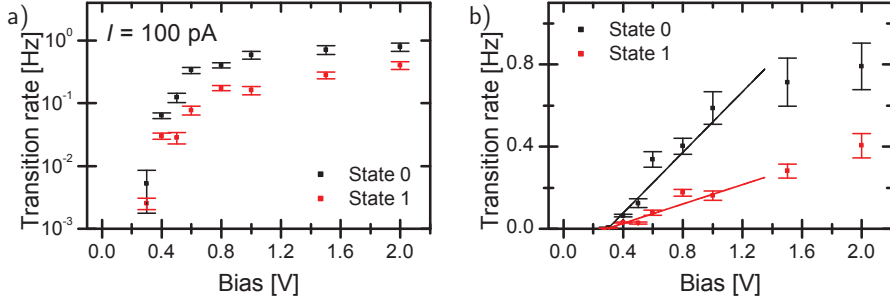 a)
I = 100 pA
Transition rate [Hz]
10⁰
10⁻¹
10⁻²
10⁻³
State 0
State 1
0.0 0.4 0.8 1.2 1.6 2.0
Bias [V]
b)
State 0
State 1
Transition rate [Hz]
0.8
0.4
0.0
0.0 0.4 0.8 1.2 1.6 2.0
Bias [V]